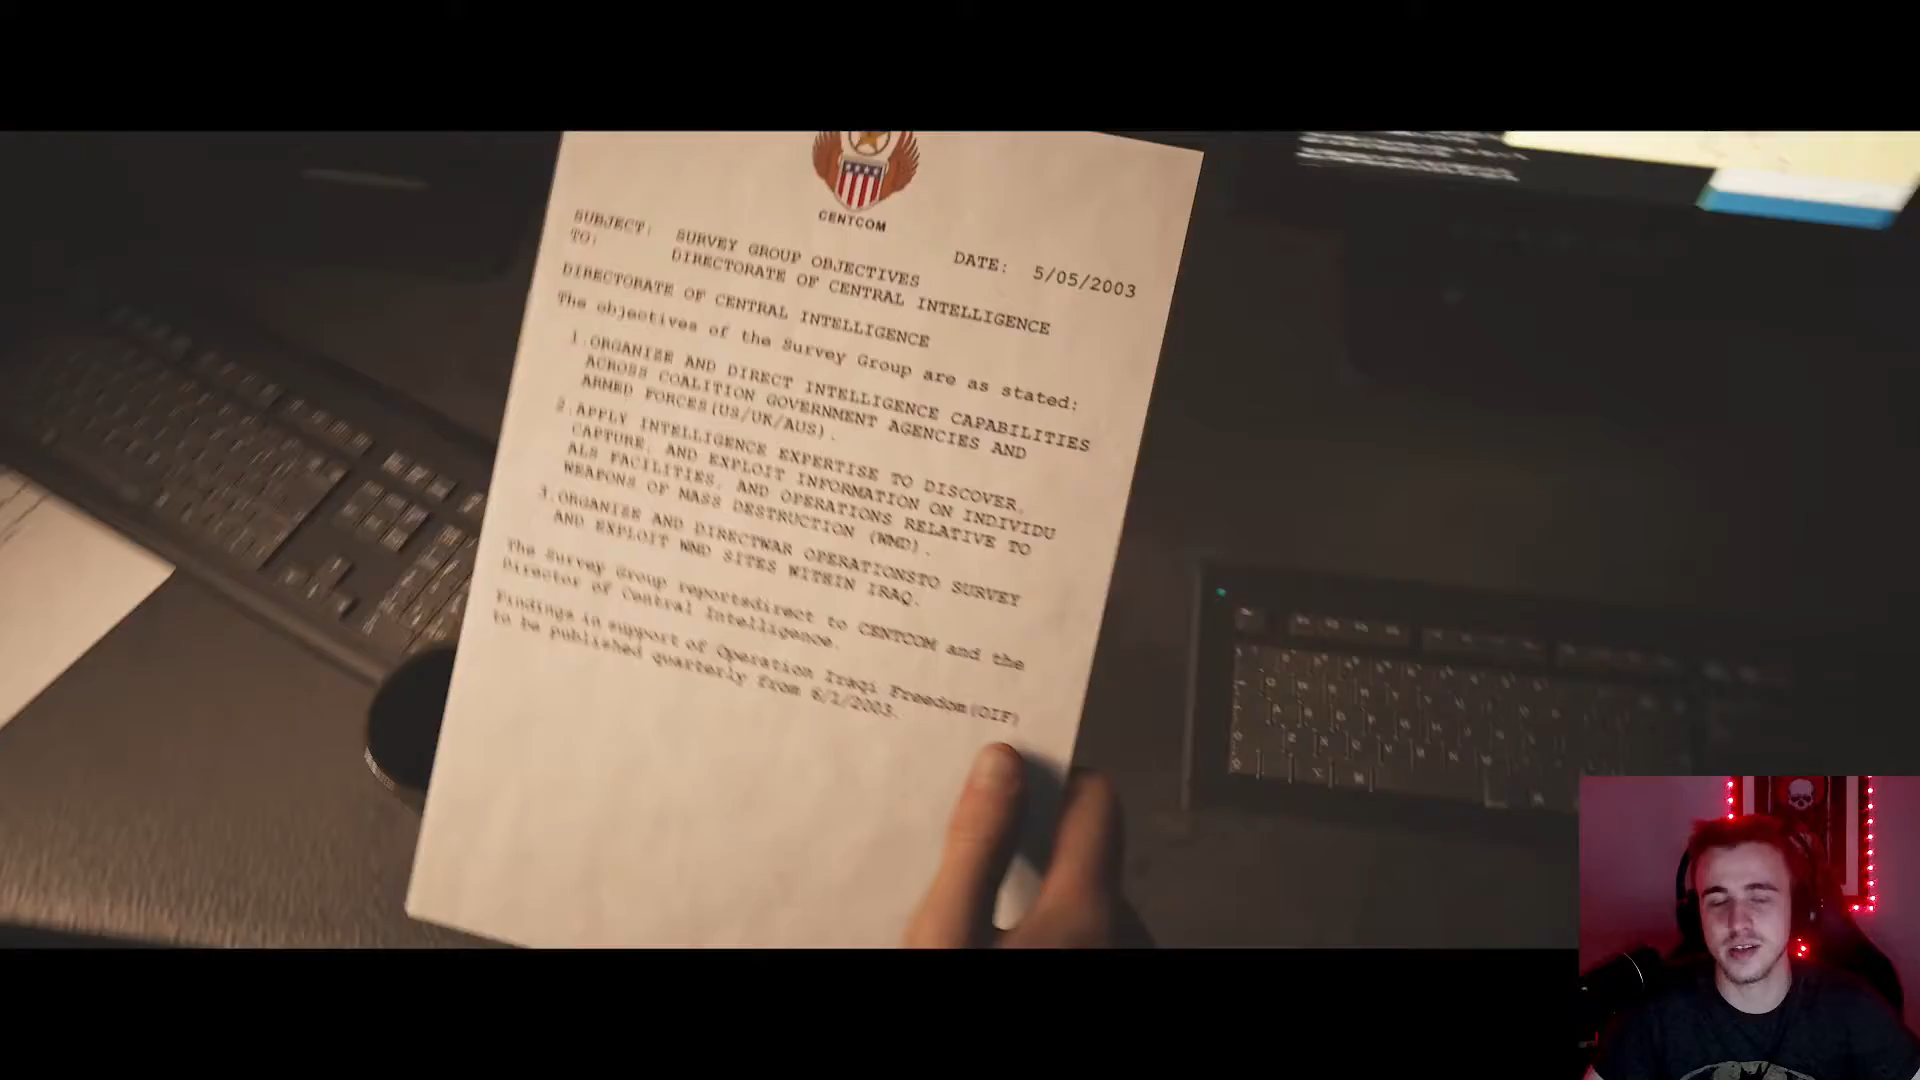 CENTCOM
SUBJECT: SURVEY GROUP OBJECTIVES DATE: 5/05/2003
TO: DIRECTORATE OF CENTRAL INTELLIGENCE
DIRECTORATE OF CENTRAL INTELLIGENCE
The objectives of the Survey Group are as stated:
1.ORGANIZE AND DIRECT INTELLIGENCE CAPABILITIES
ACROSS COALITION GOVERNMENT AGENCIES AND
ARMED FORCES(US/UK/AUS).
2.APPLY INTELLIGENCE EXPERTISE TO DISCOVER,
CAPTURE, AND EXPLOIT INFORMATION ON INDIVIDU
ALS FACILITIES, AND OPERATIONS RELATIVE TO
WEAPONS OF MASS DESTRUCTION (WMD).
3.ORGANIZE AND DIRECTWAR OPERATIONSTO SURVEY
AND EXPLOIT WMD SITES WITHIN IRAQ.
The Survey Group reportsdirect to CENTCOM and the
Director of Central Intelligence.
Findings in support of Operation Iraqi Freedom(OIF)
to be published quarterly from 6/1/2003.